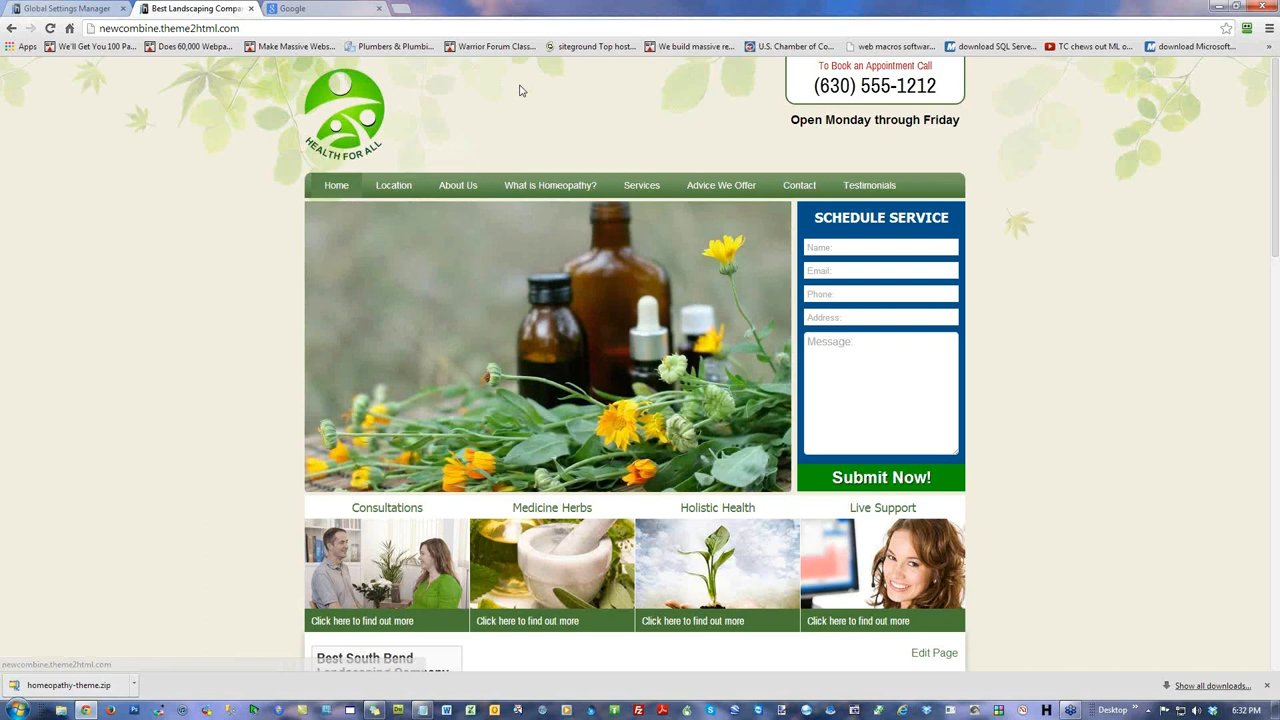 Global Settings Manager
Best Landscaping Compa
Google
newcombine.theme2html.com
Apps
We'll Get You 100 Pa...
Does 60,000 Webpa...
Make Massive Webs...
Plumbers & Plumbi...
Warrior Forum Class...
siteground Top host...
We build massive re...
U.S. Chamber of Co...
web macros softwar...
download SQL Serve...
TC chews out ML o...
download Microsoft...
To Book an Appointment Call
(630) 555-1212
Open Monday through Friday
HEALTH FOR ALL
Home
Location
About Us
What is Homeopathy?
Services
Advice We Offer
Contact
Testimonials
SCHEDULE SERVICE
Name:
Email:
Phone:
Address:
Message:
Submit Now!
Consultations
Medicine Herbs
Holistic Health
Live Support
Click here to find out more
Click here to find out more
Click here to find out more
Click here to find out more
Best South Bend
Edit Page
newcombine.theme2html.com
homeopathy-theme.zip
Show all downloads...
Desktop
6:32 PM